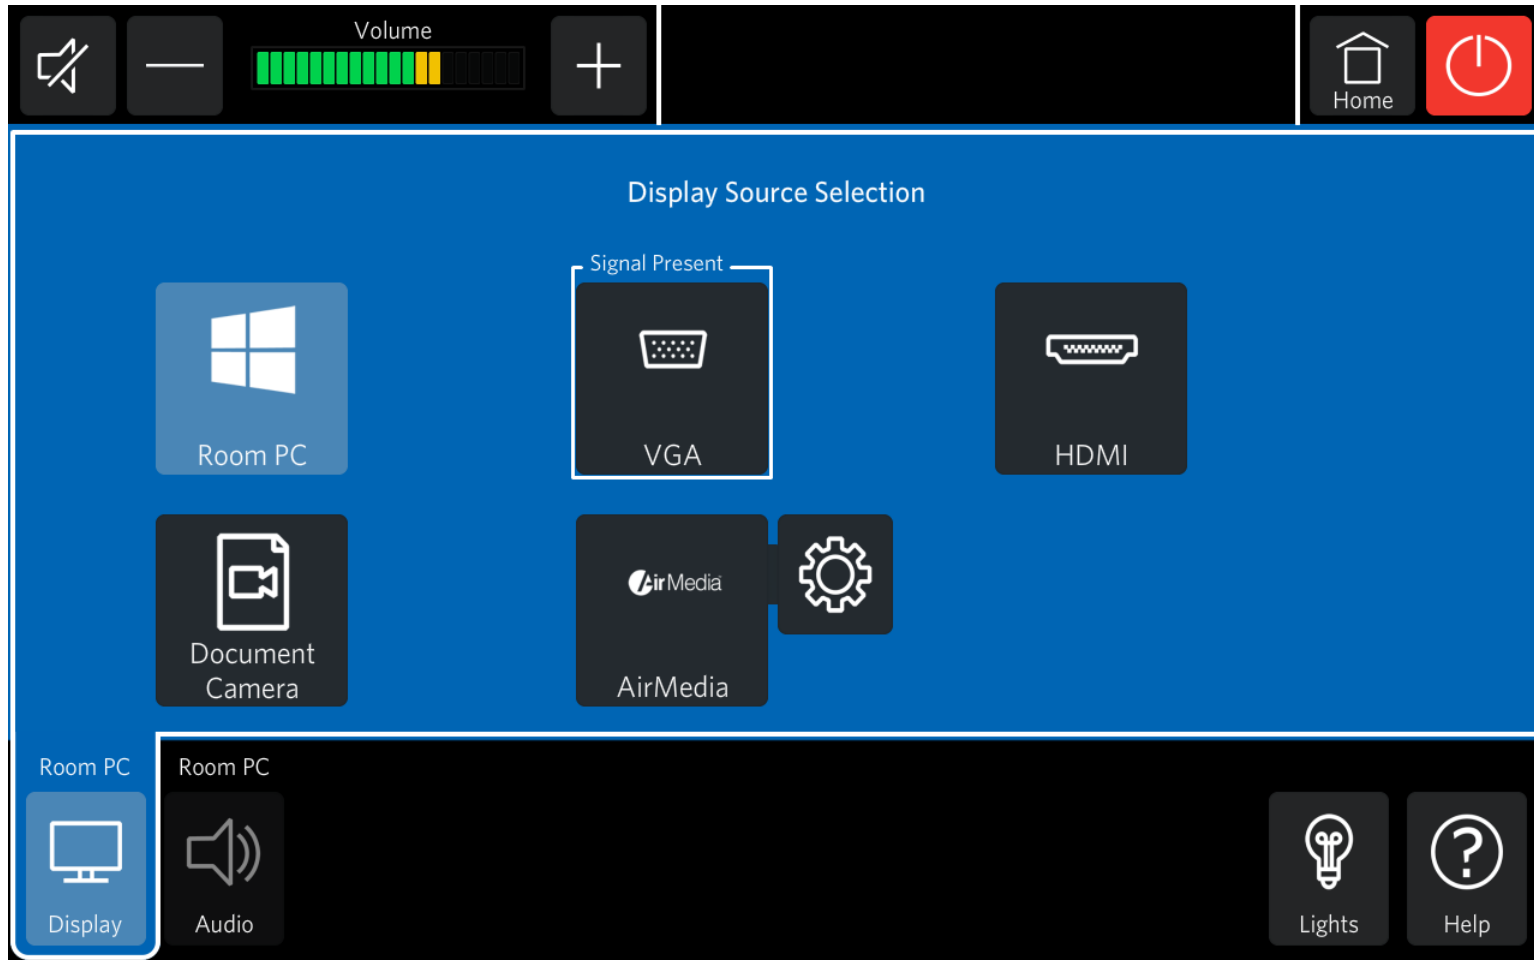 Volume
Home
Display Source Selection
Signal Present
Room PC
VGA
HDMI
AirMedia
Document
Camera
AirMedia
Room PC
Room PC
Display
Audio
Lights
Help